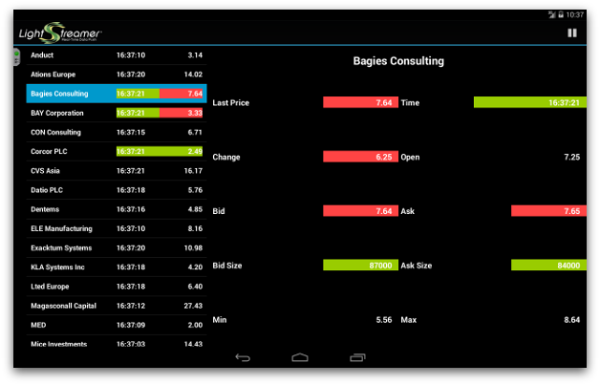 10:37
LightStreamer
Real-Time Data Push
Bagies Consulting
Anduct 16:37:10 3.14
Ations Europe 16:37:20 14.02
Bagies Consulting 16:37:21 7.64
BAY Corporation 16:37:21 3.33
CON Consulting 16:37:15 6.71
Corcor PLC 16:37:21 2.49
CVS Asia 16:37:21 16.17
Datio PLC 16:37:18 5.76
Dentems 16:37:16 4.85
ELE Manufacturing 16:37:10 8.16
Exacktum Systems 16:37:20 10.98
KLA Systems Inc 16:37:18 4.20
Lted Europe 16:37:18 6.40
Magasconall Capital 16:37:12 27.43
MED 16:37:09 2.00
Mice Investments 16:37:03 14.43
Last Price 7.64 Time 16:37:21
Change 6.25 Open 7.25
Bid 7.64 Ask 7.65
Bid Size 87000 Ask Size 84000
Min 5.56 Max 8.64